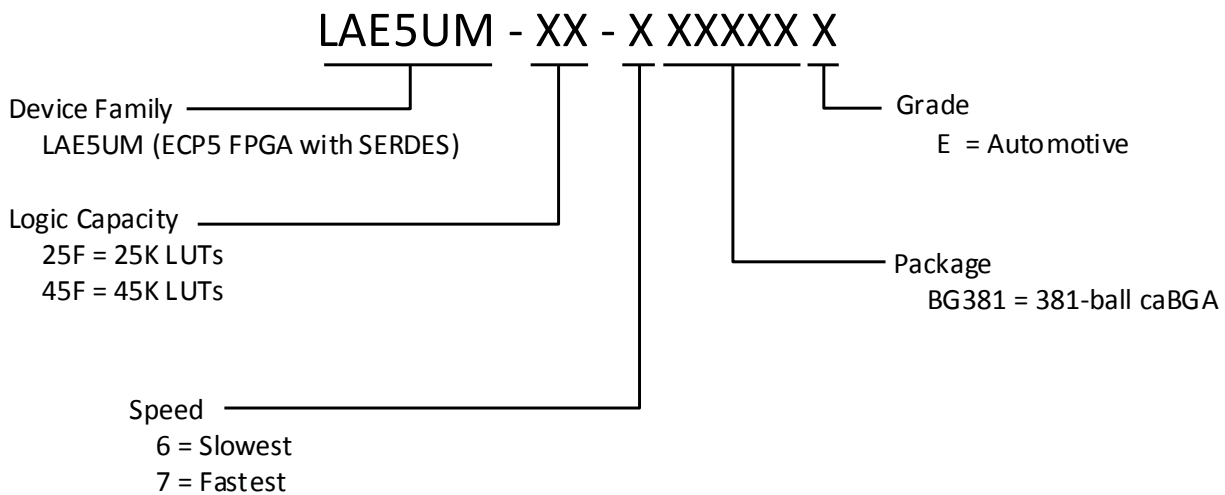 LAE5UM - XX - X XXXXX X
Device Family
LAE5UM (ECP5 FPGA with SERDES)
Logic Capacity
25F = 25K LUTs
45F = 45K LUTs
Speed
6 = Slowest
7 = Fastest
Grade
E = Automotive
Package
BG381 = 381-ball caBGA